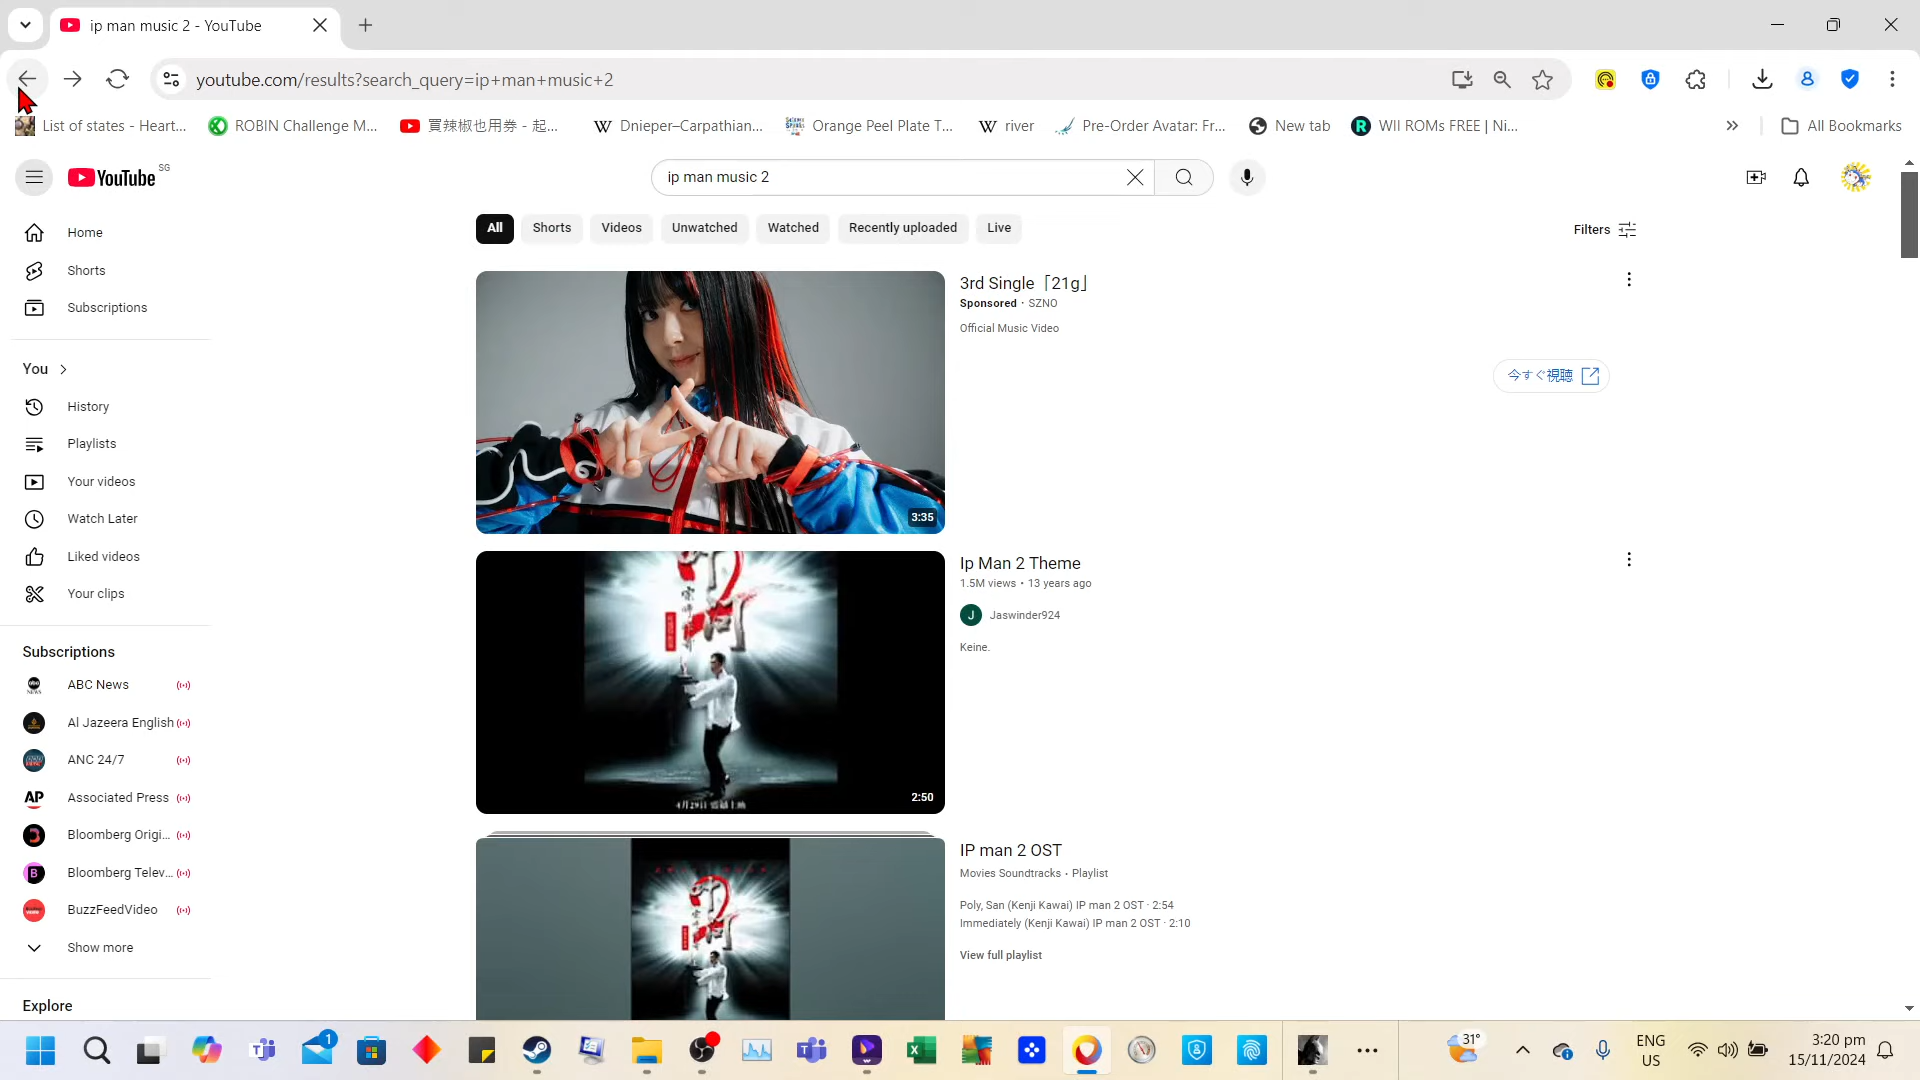 ip man music 2 - YouTube
youtube.com/results?search_query=ip+man+music+2
List of states - Heart...
ROBIN Challenge M...
買辣椒也用券 - 起...
Dnieper–Carpathian...
Orange Peel Plate T...
river
Pre-Order Avatar: Fr...
New tab
WII ROMs FREE | Ni...
All Bookmarks
YouTube SG
ip man music 2
Home
Shorts
Subscriptions
You
History
Playlists
Your videos
Watch Later
Liked videos
Your clips
Subscriptions
ABC News
Al Jazeera English
ANC 24/7
Associated Press
Bloomberg Origi...
Bloomberg Telev...
BuzzFeedVideo
Show more
Explore
All
Shorts
Videos
Unwatched
Watched
Recently uploaded
Live
Filters
3:35
3rd Single「21g」
Sponsored · SZNO
Official Music Video
今すぐ視聴
2:50
Ip Man 2 Theme
1.5M views • 13 years ago
J Jaswinder924
Keine.
IP man 2 OST
Movies Soundtracks • Playlist
Poly, San (Kenji Kawai) IP man 2 OST · 2:54
Immediately (Kenji Kawai) IP man 2 OST · 2:10
View full playlist
1
31°
ENG
US
3:20 pm
15/11/2024